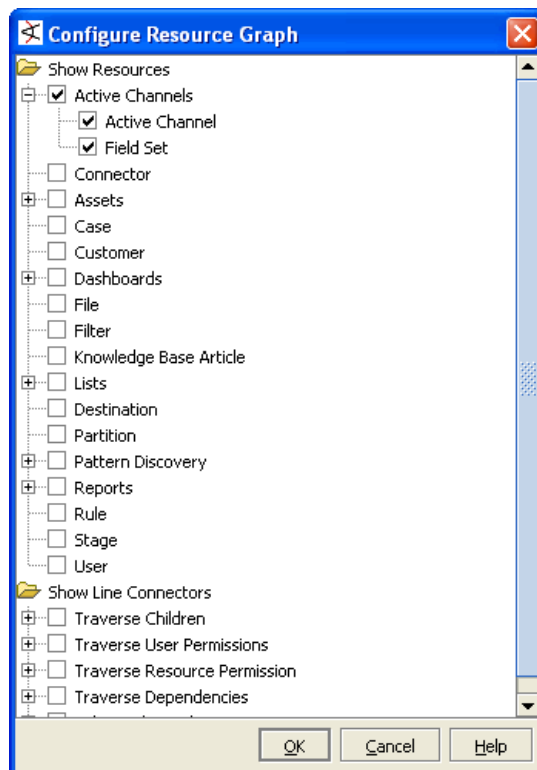 Configure Resource Graph
Show Resources
Active Channels
Active Channel
Field Set
Connector
Assets
Case
Customer
Dashboards
File
Filter
Knowledge Base Article
Lists
Destination
Partition
Pattern Discovery
Reports
Rule
Stage
User
Show Line Connectors
Traverse Children
Traverse User Permissions
Traverse Resource Permission
Traverse Dependencies
OK Cancel Help